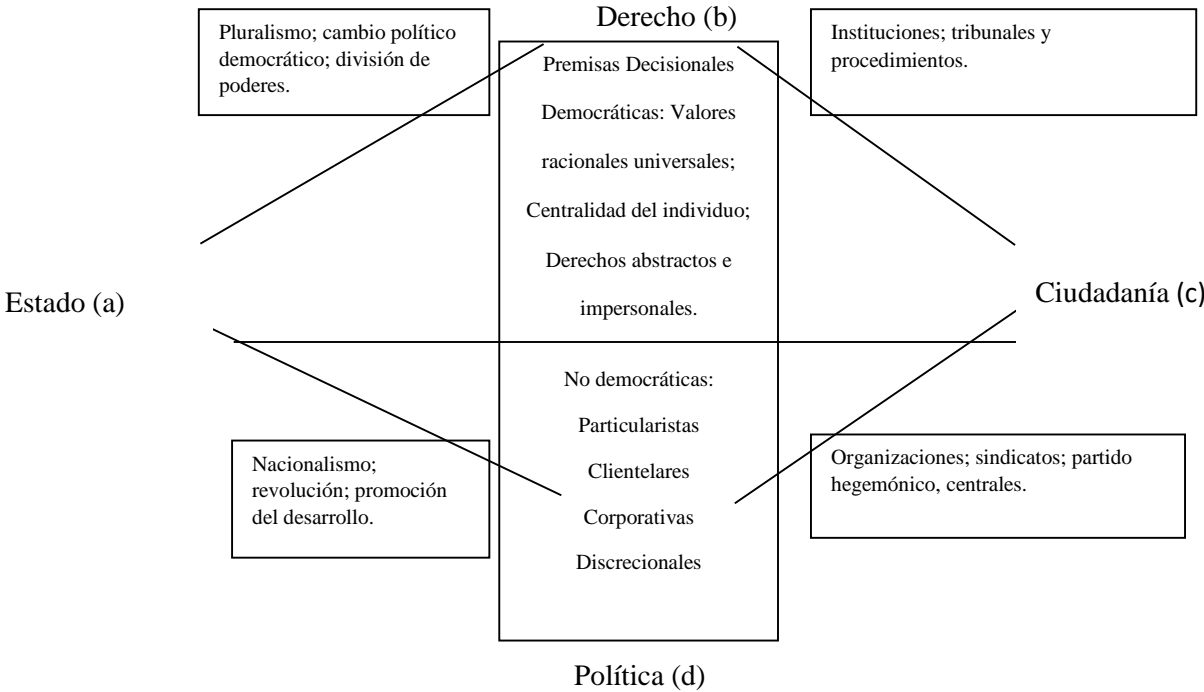 Derecho (b)
Pluralismo; cambio político
democrático; división de
poderes.
Premisas Decisionales
Democráticas: Valores
racionales universales;
Centralidad del individuo;
Derechos abstractos e
impersonales.
Instituciones; tribunales y
procedimientos.
Estado (a)
Ciudadanía (c)
No democráticas:
Particularistas
Clientelares
Corporativas
Discrecionales
Nacionalismo;
revolución; promoción
del desarrollo.
Organizaciones; sindicatos; partido
hegemónico, centrales.
Política (d)